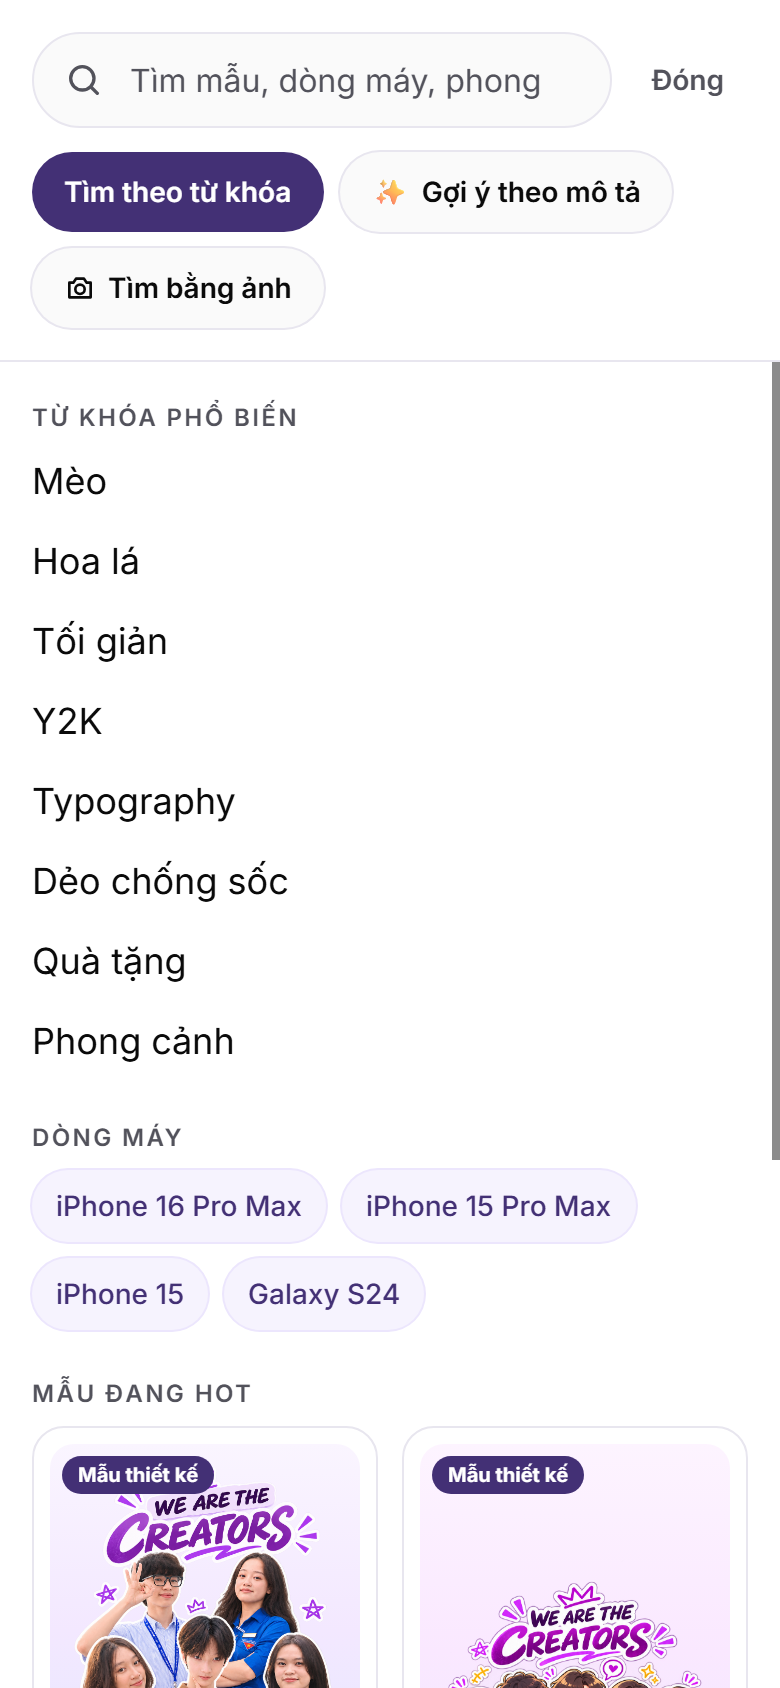 Tìm mẫu, dòng máy, phong
Đóng
Tìm theo từ khóa
Gợi ý theo mô tả
Tìm bằng ảnh
TỪ KHÓA PHỔ BIẾN
Mèo
Hoa lá
Tối giản
Y2K
Typography
Dẻo chống sốc
Quà tặng
Phong cảnh
DÒNG MÁY
iPhone 16 Pro Max
iPhone 15 Pro Max
iPhone 15
Galaxy S24
MẪU ĐANG HOT
Mẫu thiết kế
WE ARE THE
CREATORS
Mẫu thiết kế
WE ARE THE
CREATORS